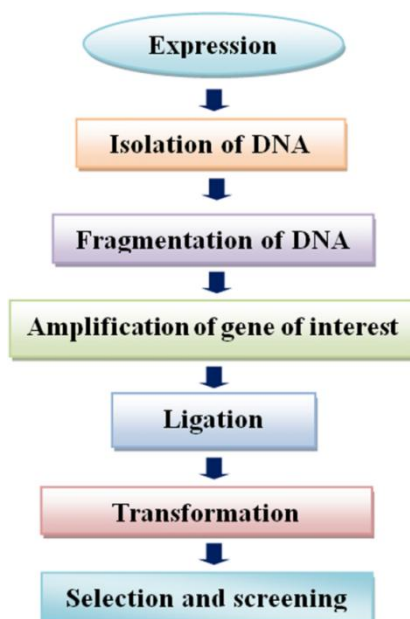 Expression
Isolation of DNA
Fragmentation of DNA
Amplification of gene of interest
Ligation
Transformation
Selection and screening